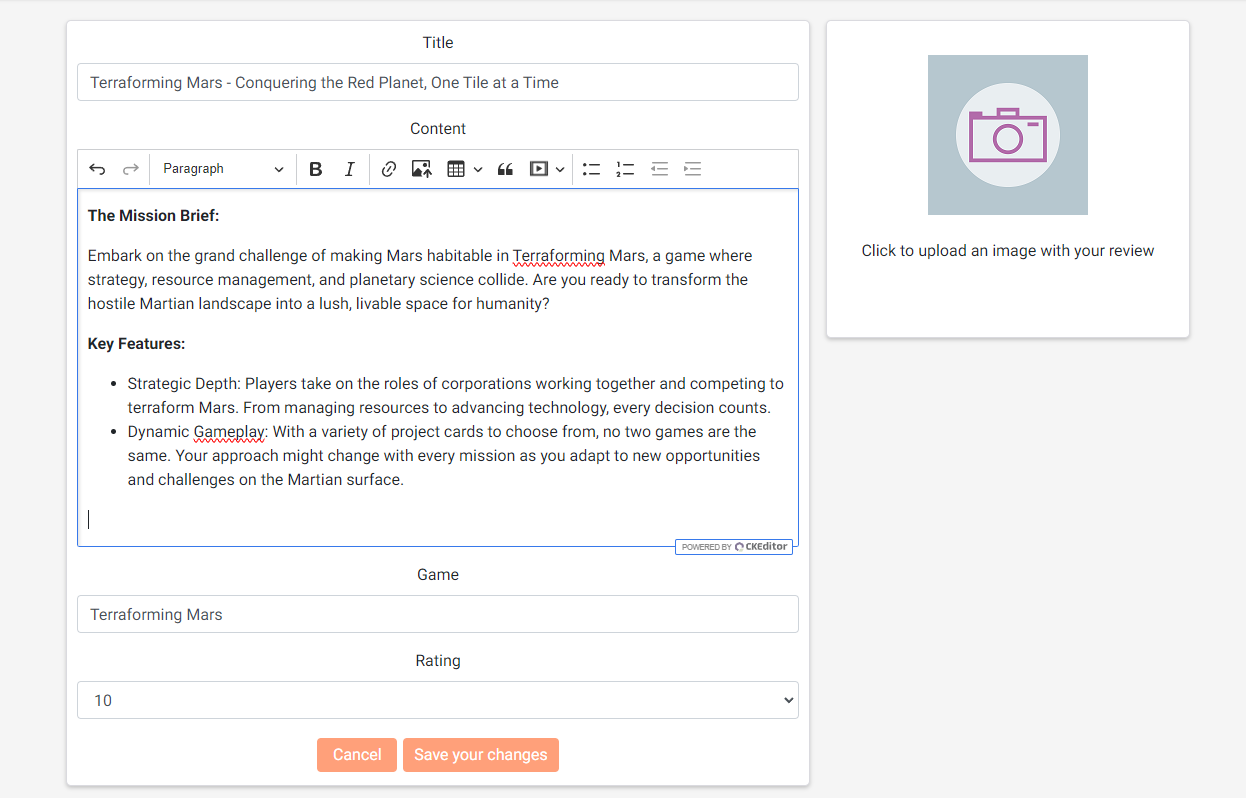 Title
Terraforming Mars - Conquering the Red Planet, One Tile at a Time
Content
Paragraph
B I
The Mission Brief:
Embark on the grand challenge of making Mars habitable in Terraforming Mars, a game where
strategy, resource management, and planetary science collide. Are you ready to transform the
hostile Martian landscape into a lush, livable space for humanity?
Key Features:
• Strategic Depth: Players take on the roles of corporations working together and competing to
terraform Mars. From managing resources to advancing technology, every decision counts.
• Dynamic Gameplay: With a variety of project cards to choose from, no two games are the
same. Your approach might change with every mission as you adapt to new opportunities
and challenges on the Martian surface.
POWERED BY CKEditor
Game
Terraforming Mars
Rating
10
Cancel Save your changes
Click to upload an image with your review